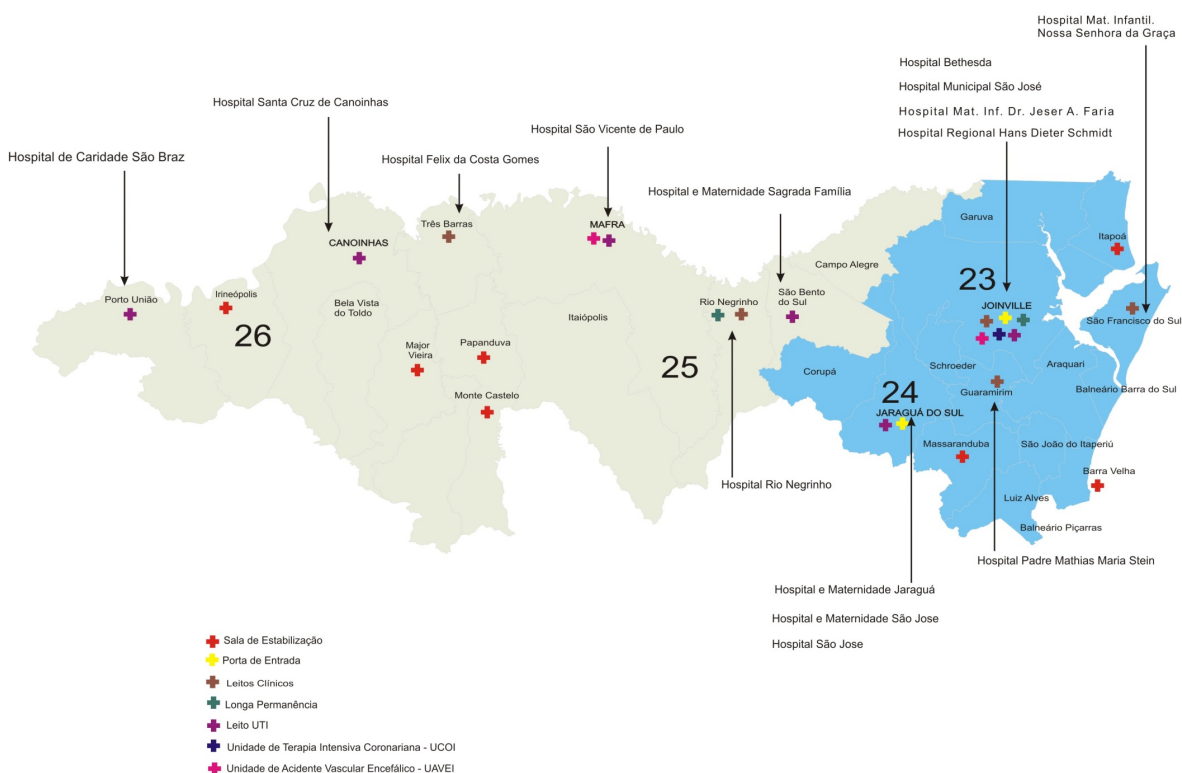 Hospital Mat. Infantil.
Nossa Senhora da Graça
Hospital Bethesda
Hospital Municipal São José
Hospital Mat. Inf. Dr. Jeser A. Faria
Hospital Regional Hans Dieter Schmidt
Hospital Santa Cruz de Canoinhas
Hospital São Vicente de Paulo
Hospital de Caridade São Braz
Hospital Felix da Costa Gomes
Hospital e Maternidade Sagrada Família
Garuva
Três Barras
MAFRA
Itapoá
CANOINHAS
Campo Alegre
23
Porto União
Irineópolis
Bela Vista
do Toldo
Itaiópolis
Rio Negrinho
São Bento
do Sul
JOINVILLE
São Francisco do Sul
26
Major
Vieira
Papanduva
25
Corupá
Schroeder
Araquari
Monte Castelo
24
Guaramirim
Balneário Barra do Sul
JARAGUÁ DO SUL
Massaranduba
São João do Itaperiú
Barra Velha
Hospital Rio Negrinho
Luiz Alves
Balneário Piçarras
Hospital Padre Mathias Maria Stein
Hospital e Maternidade Jaraguá
Hospital e Maternidade São Jose
Hospital São Jose
Sala de Estabilização
Porta de Entrada
Leitos Clínicos
Longa Permanência
Leito UTI
Unidade de Terapia Intensiva Coronariana - UCOI
Unidade de Acidente Vascular Encefálico - UAVEI